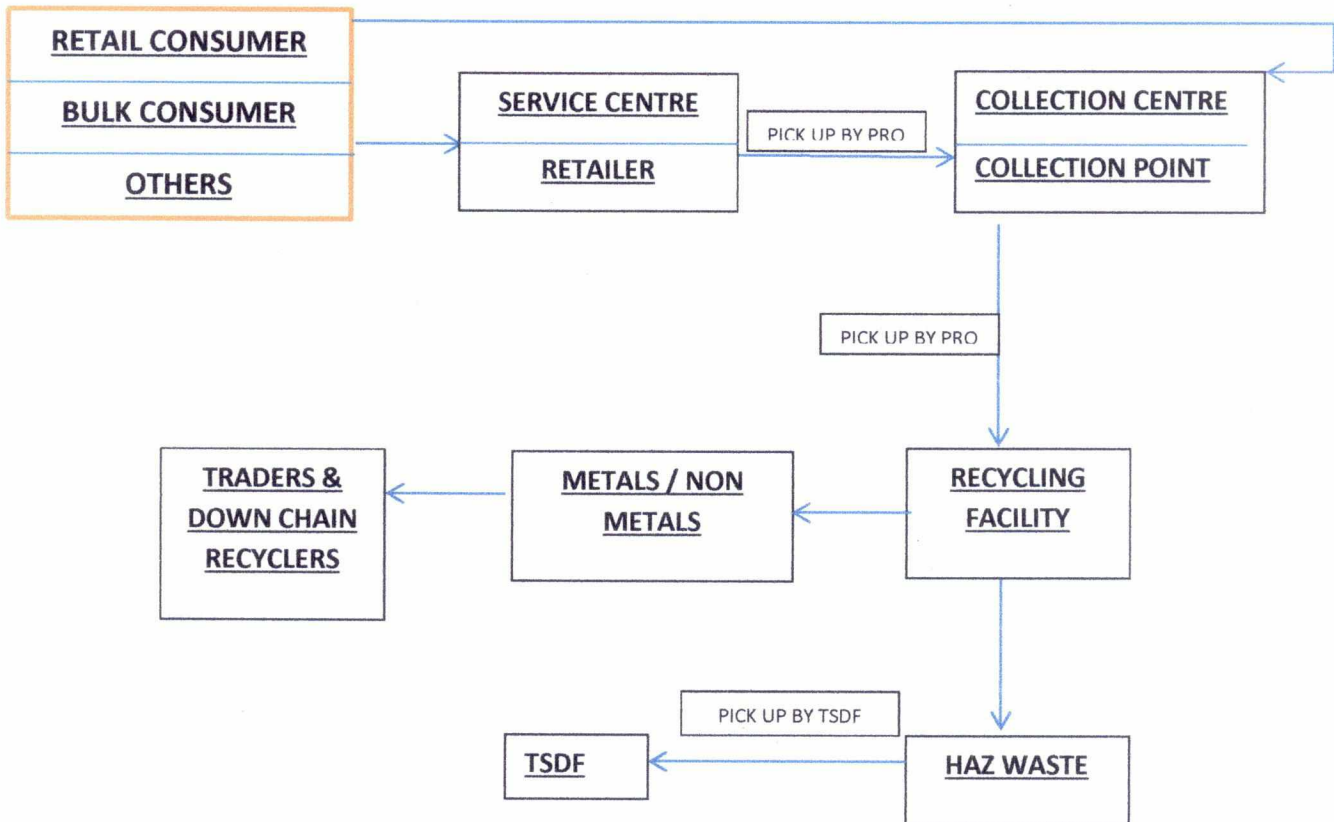 RETAIL CONSUMER
BULK CONSUMER
OTHERS
SERVICE CENTRE
RETAILER
PICK UP BY PRO
COLLECTION CENTRE
COLLECTION POINT
PICK UP BY PRO
TRADERS &
DOWN CHAIN
RECYCLERS
METALS / NON
METALS
RECYCLING
FACILITY
PICK UP BY TSDF
TSDF
HAZ WASTE